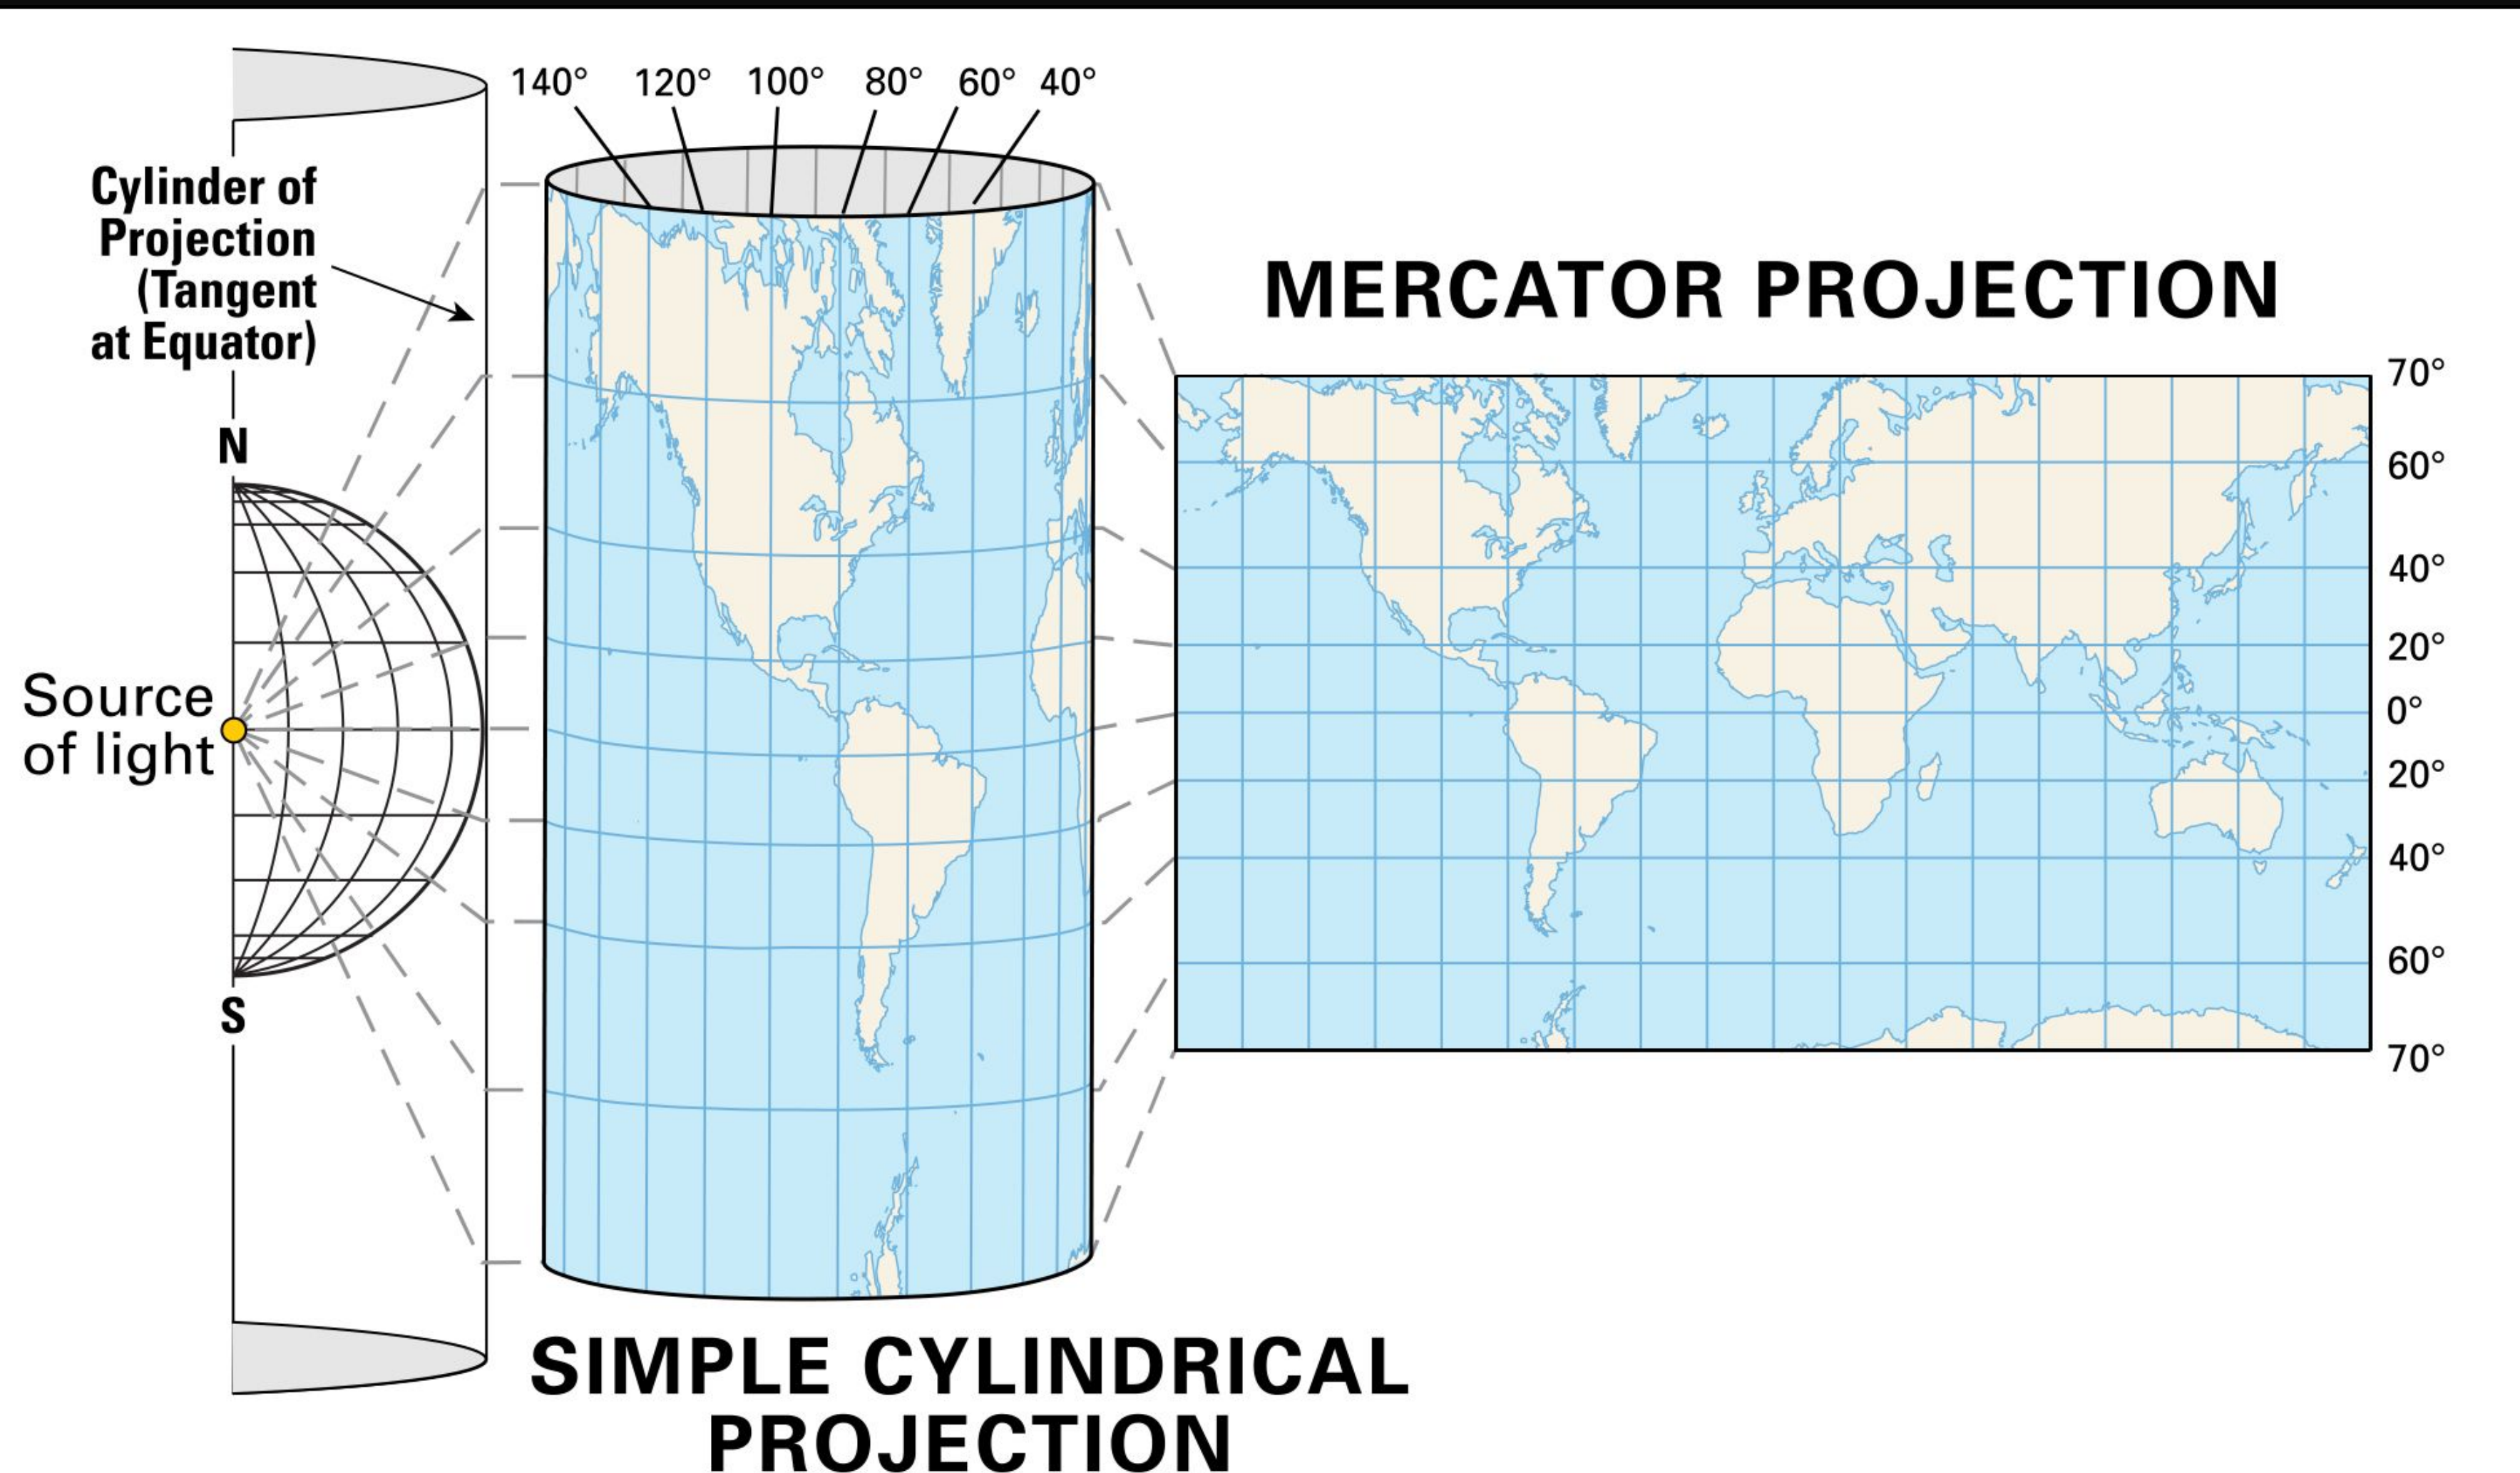 140° 120° 100° 80° 60° 40°
Cylinder of
Projection
(Tangent
at Equator)
N
Source
of light
S
MERCATOR PROJECTION
70°
60°
40°
20°
0°
20°
40°
60°
70°
SIMPLE CYLINDRICAL
PROJECTION